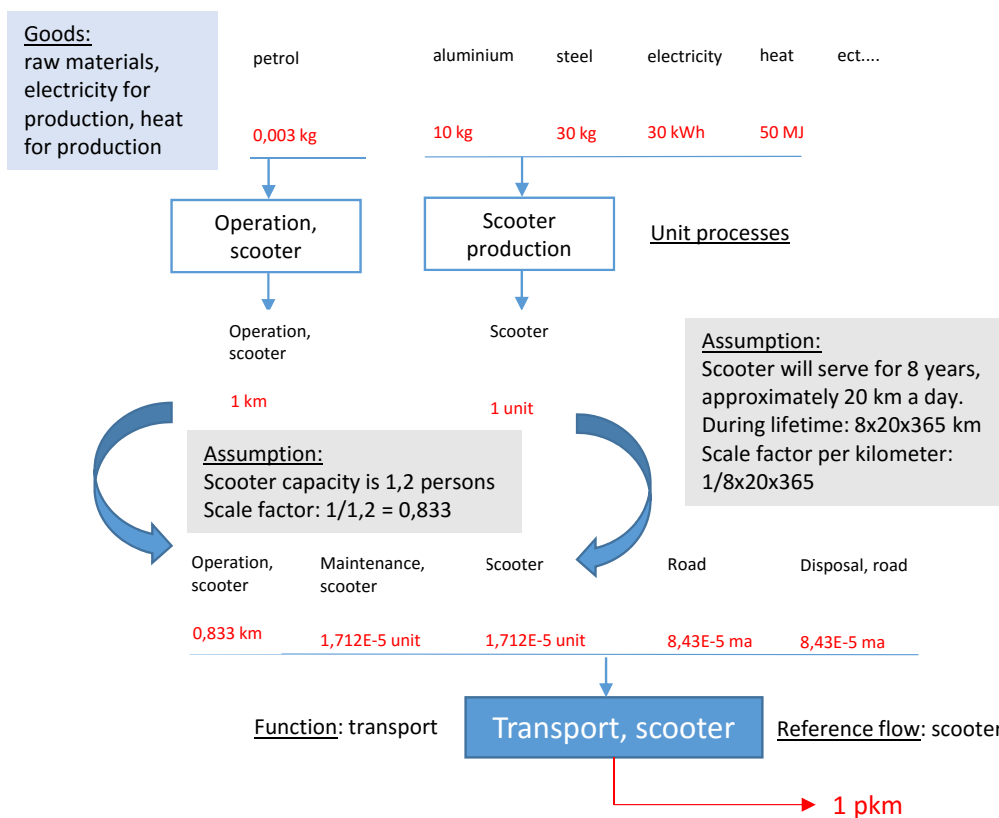 Goods:
raw materials,
electricity for
production, heat
for production
petrol
aluminium
steel
electricity
heat
ect....
0,003 kg
10 kg
30 kg
30 kWh
50 MJ
Operation,
scooter
Scooter
production
Unit processes
Operation,
scooter
Scooter
1 km
1 unit
Assumption:
Scooter will serve for 8 years,
approximately 20 km a day.
During lifetime: 8x20x365 km
Scale factor per kilometer:
1/8x20x365
Assumption:
Scooter capacity is 1,2 persons
Scale factor: 1/1,2 = 0,833
Operation,
scooter
Maintenance,
scooter
Scooter
Road
Disposal, road
0,833 km
1,712E-5 unit
1,712E-5 unit
8,43E-5 ma
8,43E-5 ma
Function: transport
Transport, scooter
Reference flow: scooter
1 pkm